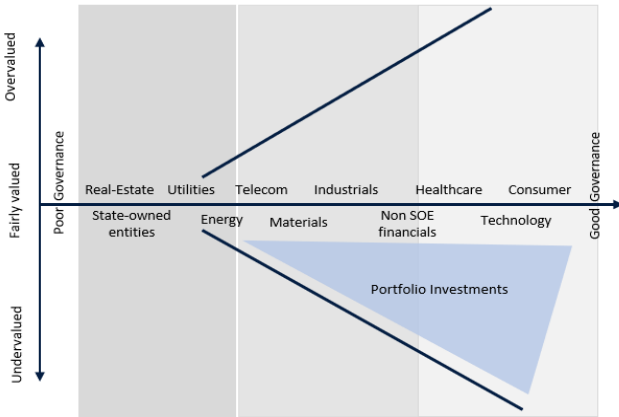 Overvalued
Fairly valued
Undervalued
Poor Governance
Good Governance
Real-Estate Utilities Telecom Industrials Healthcare Consumer
State-owned
entities
Energy
Materials
Non SOE
financials
Technology
Portfolio Investments